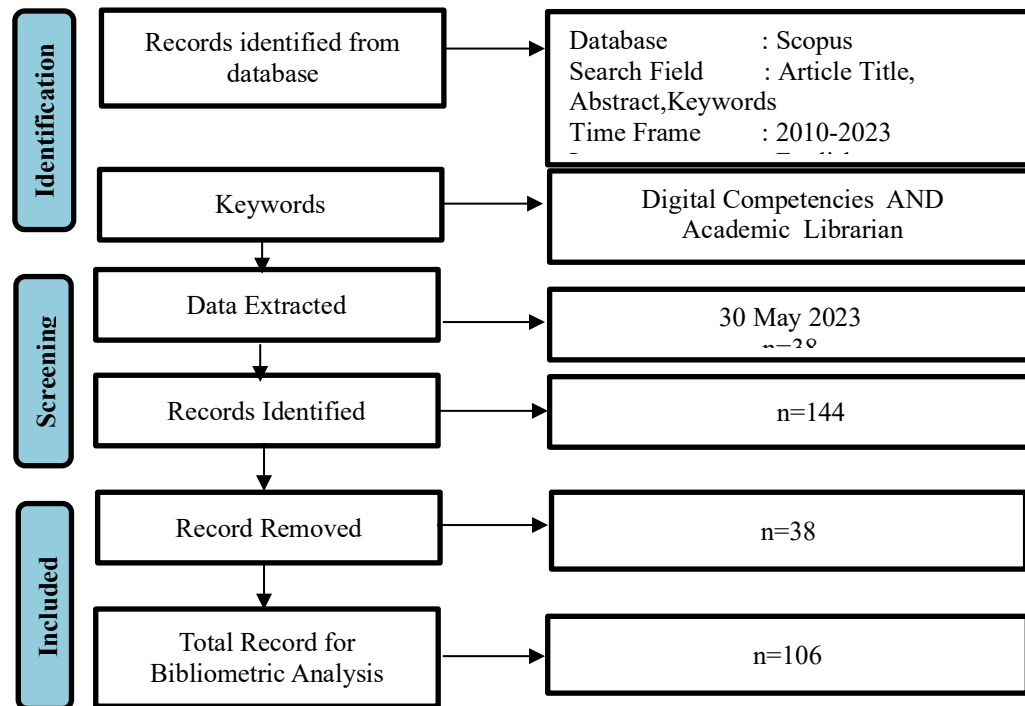 Identification
Records identified from
database
Database : Scopus
Search Field : Article Title,
Abstract,Keywords
Time Frame : 2010-2023
Keywords
Digital Competencies AND
Academic Librarian
Screening
Data Extracted
30 May 2023
n=38
Records Identified
n=144
Included
Record Removed
n=38
Total Record for
Bibliometric Analysis
n=106